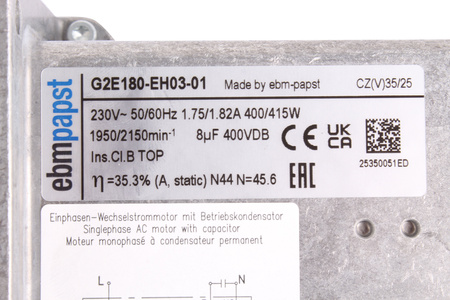 ebmpapst
G2E180-EH03-01 Made by ebm-papst CZ(V)35/25
230V~ 50/60Hz 1.75/1.82A 400/415W
1950/2150min⁻¹ 8µF 400VDB
Ins.Cl.B TOP
η=35.3% (A, static) N44 N=45.6
CE UKCA EAC
25350051ED
Einphasen-Wechselstrommotor mit Betriebskondensator
Singlephase AC motor with capacitor
Moteur monophasé à condensateur permanent
L N